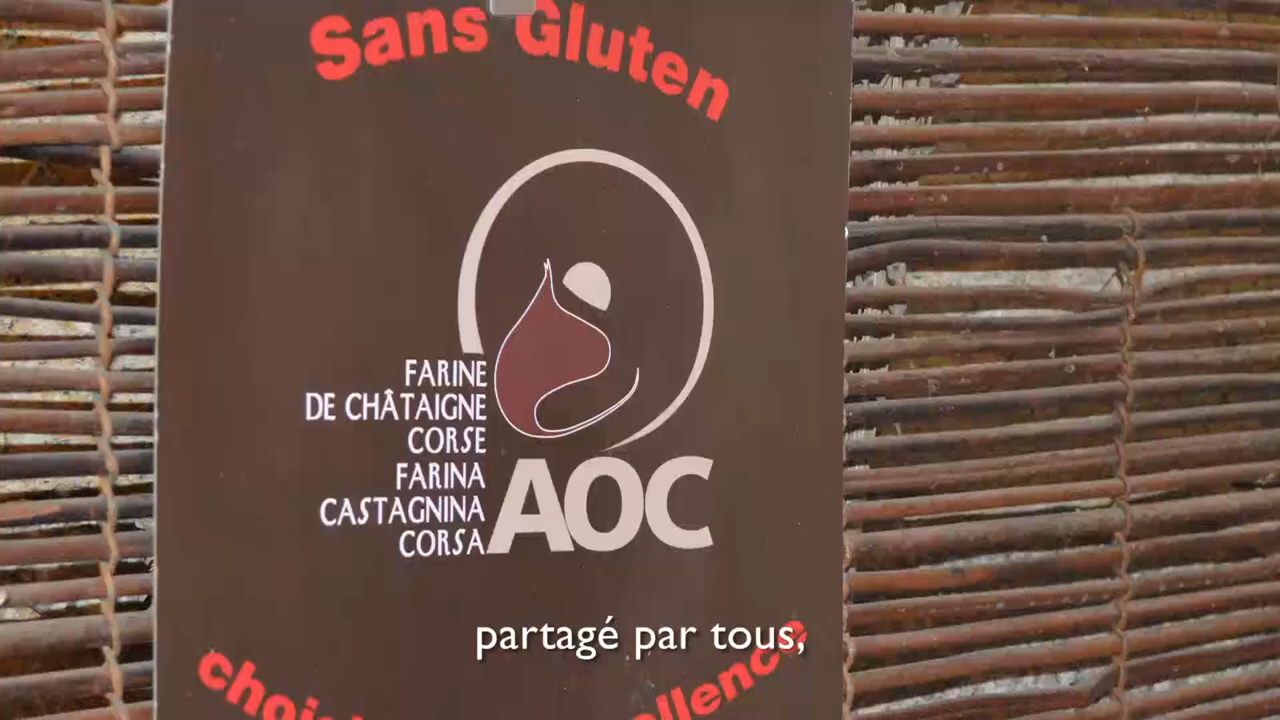 Sans Gluten
FARINE
DE CHÂTAIGNE
CORSE
FARINA
CASTAGNINA
CORSA
AOC
partagé par tous,